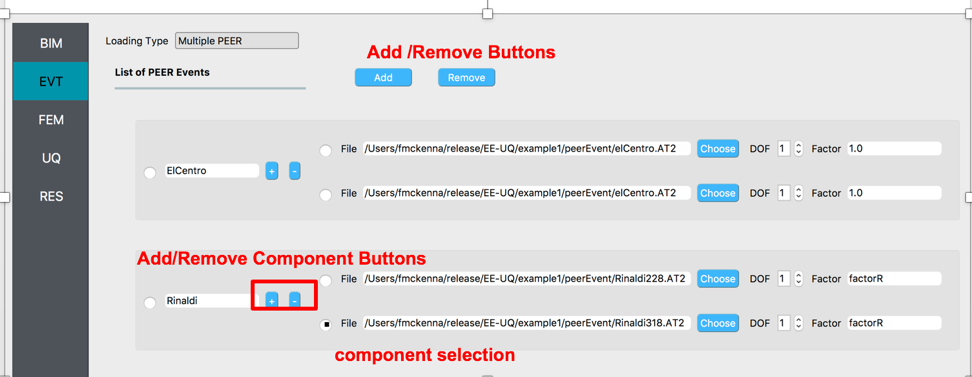 BIM
EVT
FEM
UQ
RES
Loading Type Multiple PEER
Add /Remove Buttons
List of PEER Events
Add Remove
File /Users/fmckenna/release/EE-UQ/example1/peerEvent/elCentro.AT2 Choose DOF 1 Factor 1.0
ElCentro + -
File /Users/fmckenna/release/EE-UQ/example1/peerEvent/elCentro.AT2 Choose DOF 1 Factor 1.0
Add/Remove Component Buttons
File /Users/fmckenna/release/EE-UQ/example1/peerEvent/Rinaldi228.AT2 Choose DOF 1 Factor factorR
Rinaldi + -
File /Users/fmckenna/release/EE-UQ/example1/peerEvent/Rinaldi318.AT2 Choose DOF 1 Factor factorR
component selection